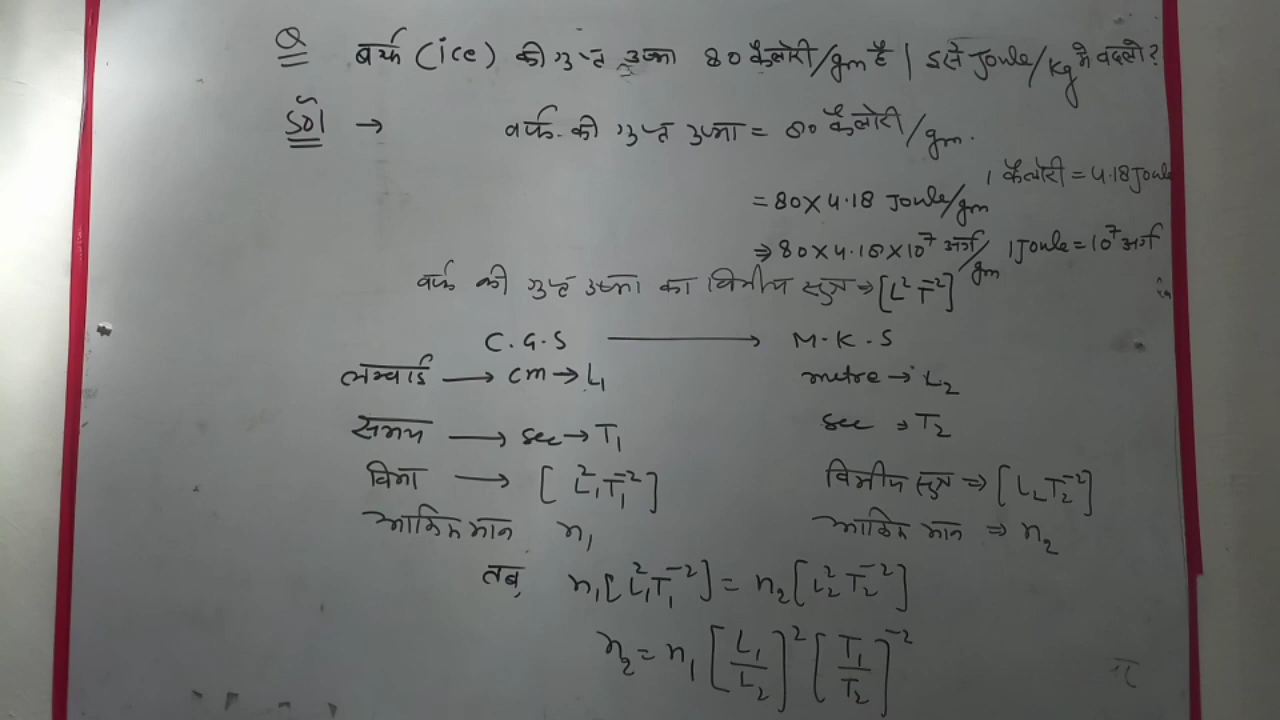 Q बर्फ (ice) की गुप्त उष्मा 80 कैलोरी/gm है | इसे Joule/kg मे बदलो?
Sol → बर्फ की गुप्त उष्मा = 80 कैलोरी/gm.
1 कैलोरी = 4.18 Joule
= 80×4.18 Joule/gm
⇒ 80×4.18×10⁷ अर्ग/gm 1 Joule = 10⁷ अर्ग
बर्फ की गुप्त उष्मा का विमीय सूत्र ⇒ [L² T⁻²]
C.G.S ⟶ M.K.S
लम्बाई → cm → L₁ metre → L₂
समय → sec → T₁ sec ⇒ T₂
विमा → [L₁² T₁⁻²] विमीय सूत्र ⇒ [L₂ T₂⁻²]
आंकिक मान n₁ आंकिक मान ⇒ n₂
तब, n₁[L₁² T₁⁻²] = n₂[L₂² T₂⁻²]
n₂ = n₁ [L₁/L₂]² [T₁/T₂]⁻²